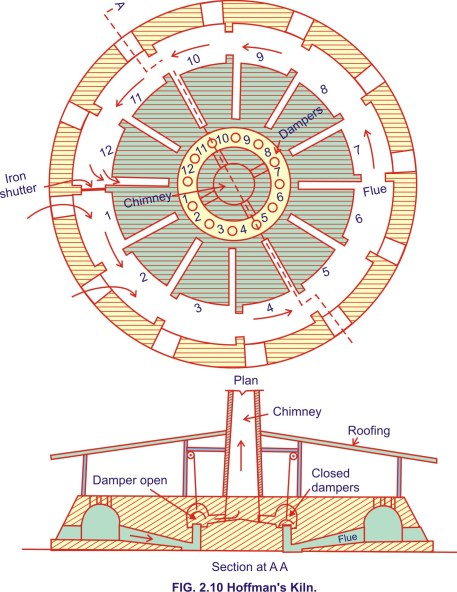 A
10
9
8
11
7
12
Dampers
11
10
9
8
7
12
Iron
shutter
Flue
Chimney
1
6
1
2
5
3
4
6
2
5
3
4
Plan
Chimney
Roofing
Damper open
Closed
dampers
Flue
Section at A A
FIG. 2.10 Hoffman's Kiln.